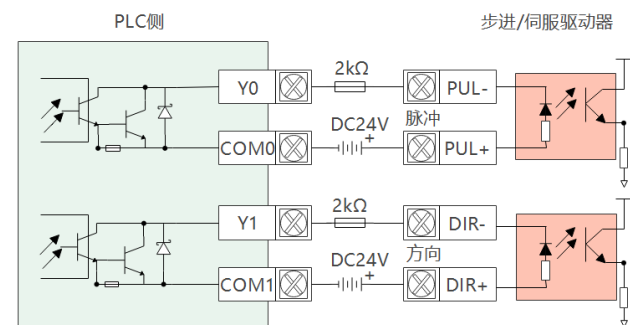 PLC侧 步进/伺服驱动器
Y0 2kΩ PUL-
DC24V 脉冲
COM0 + PUL+
Y1 2kΩ DIR-
DC24V 方向
COM1 + DIR+